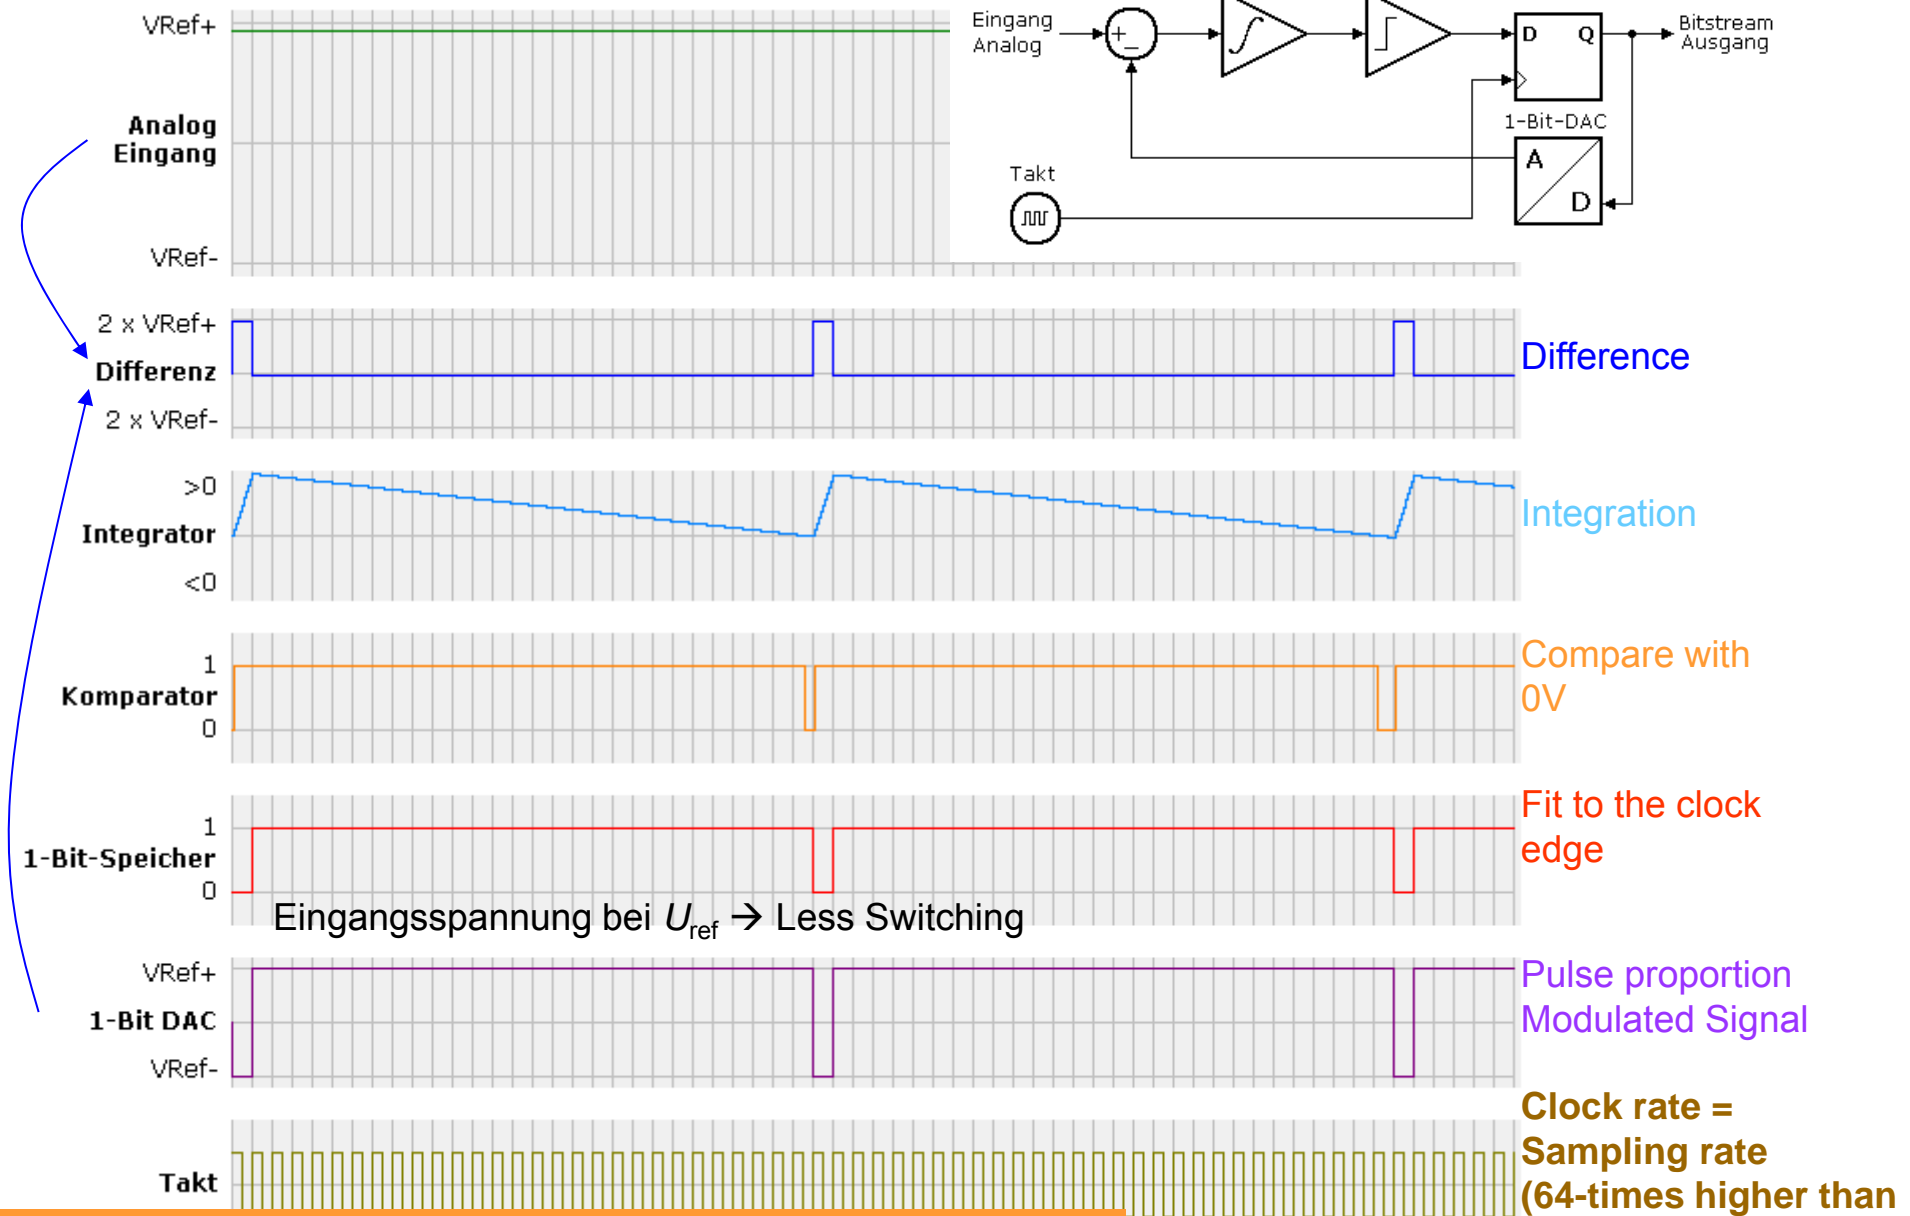 VRef+
Analog
Eingang
VRef-
Eingang
Analog
+
−
D Q
Bitstream
Ausgang
1-Bit-DAC
A
D
Takt
2 x VRef+
Differenz
2 x VRef-
Difference
>0
Integrator
<0
Integration
1
Komparator
0
Compare with
0V
1
1-Bit-Speicher
0
Fit to the clock
edge
Eingangsspannung bei Uref → Less Switching
VRef+
1-Bit DAC
VRef-
Pulse proportion
Modulated Signal
Takt
Clock rate =
Sampling rate
(64-times higher than